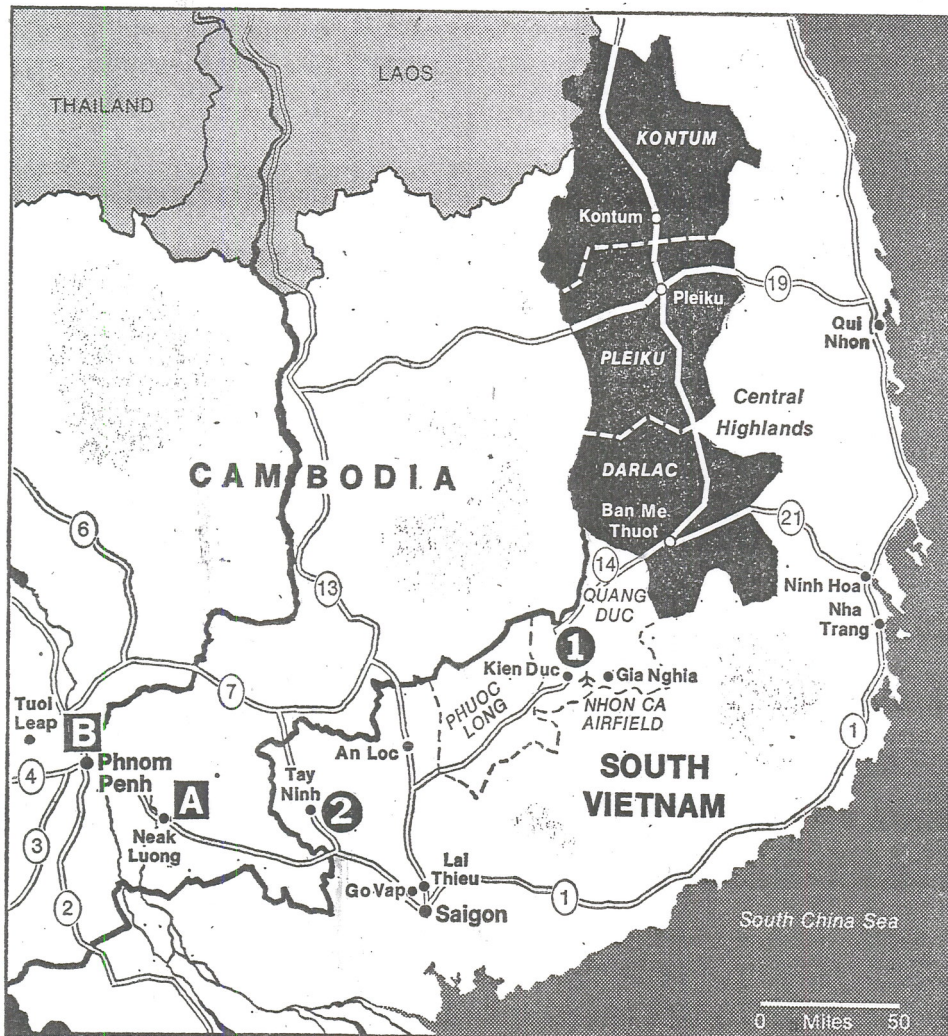 LAOS
THAILAND
KONTUM
Kontum
19
Pleiku
Qui
Nhon
PLEIKU
Central
Highlands
CAMBODIA
DARLAC
Ban Me
Thuot
21
6
14
13
Ninh Hoa
QUANG
DUC
Nha
Trang
1
Kien Duc
Gia Nghia
7
PHUOC
LONG
NHON CA
AIRFIELD
Tuol
Leap
B
An Loc
1
4
Phnom
Penh
SOUTH
VIETNAM
Tay
Ninh
A
2
Neak
Luong
3
Lai
Thieu
Go Vap
1
2
Saigon
South China Sea
0 Miles 50